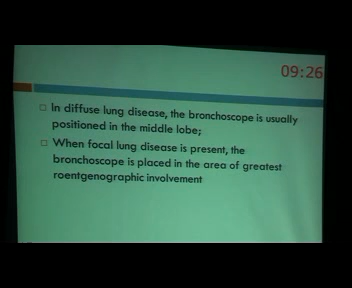 09:26
In diffuse lung disease, the bronchoscope is usually
positioned in the middle lobe;
When focal lung disease is present, the
bronchoscope is placed in the area of greatest
roentgenographic involvement